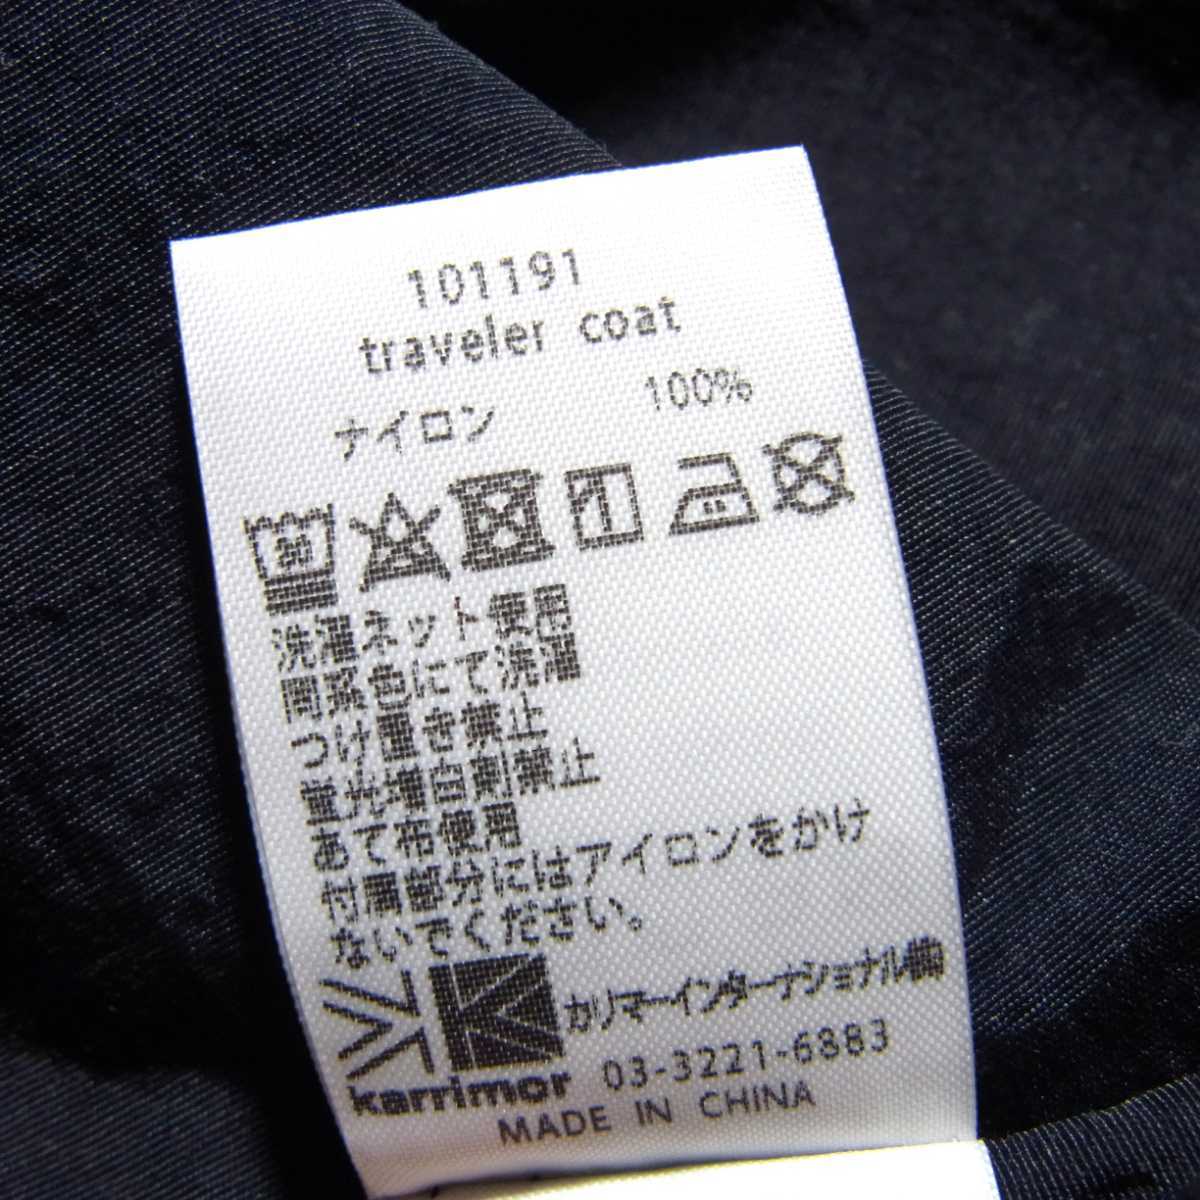 101191
traveler coat
ナイロン 100%
30
1
洗濯ネット使用
同系色にて洗濯
つけ置き禁止
蛍光増白剤禁止
あて布使用
付属部分にはアイロンをかけ
ないでください。
カリマーインターナショナル㈱
karrimor 03-3221-6883
MADE IN CHINA